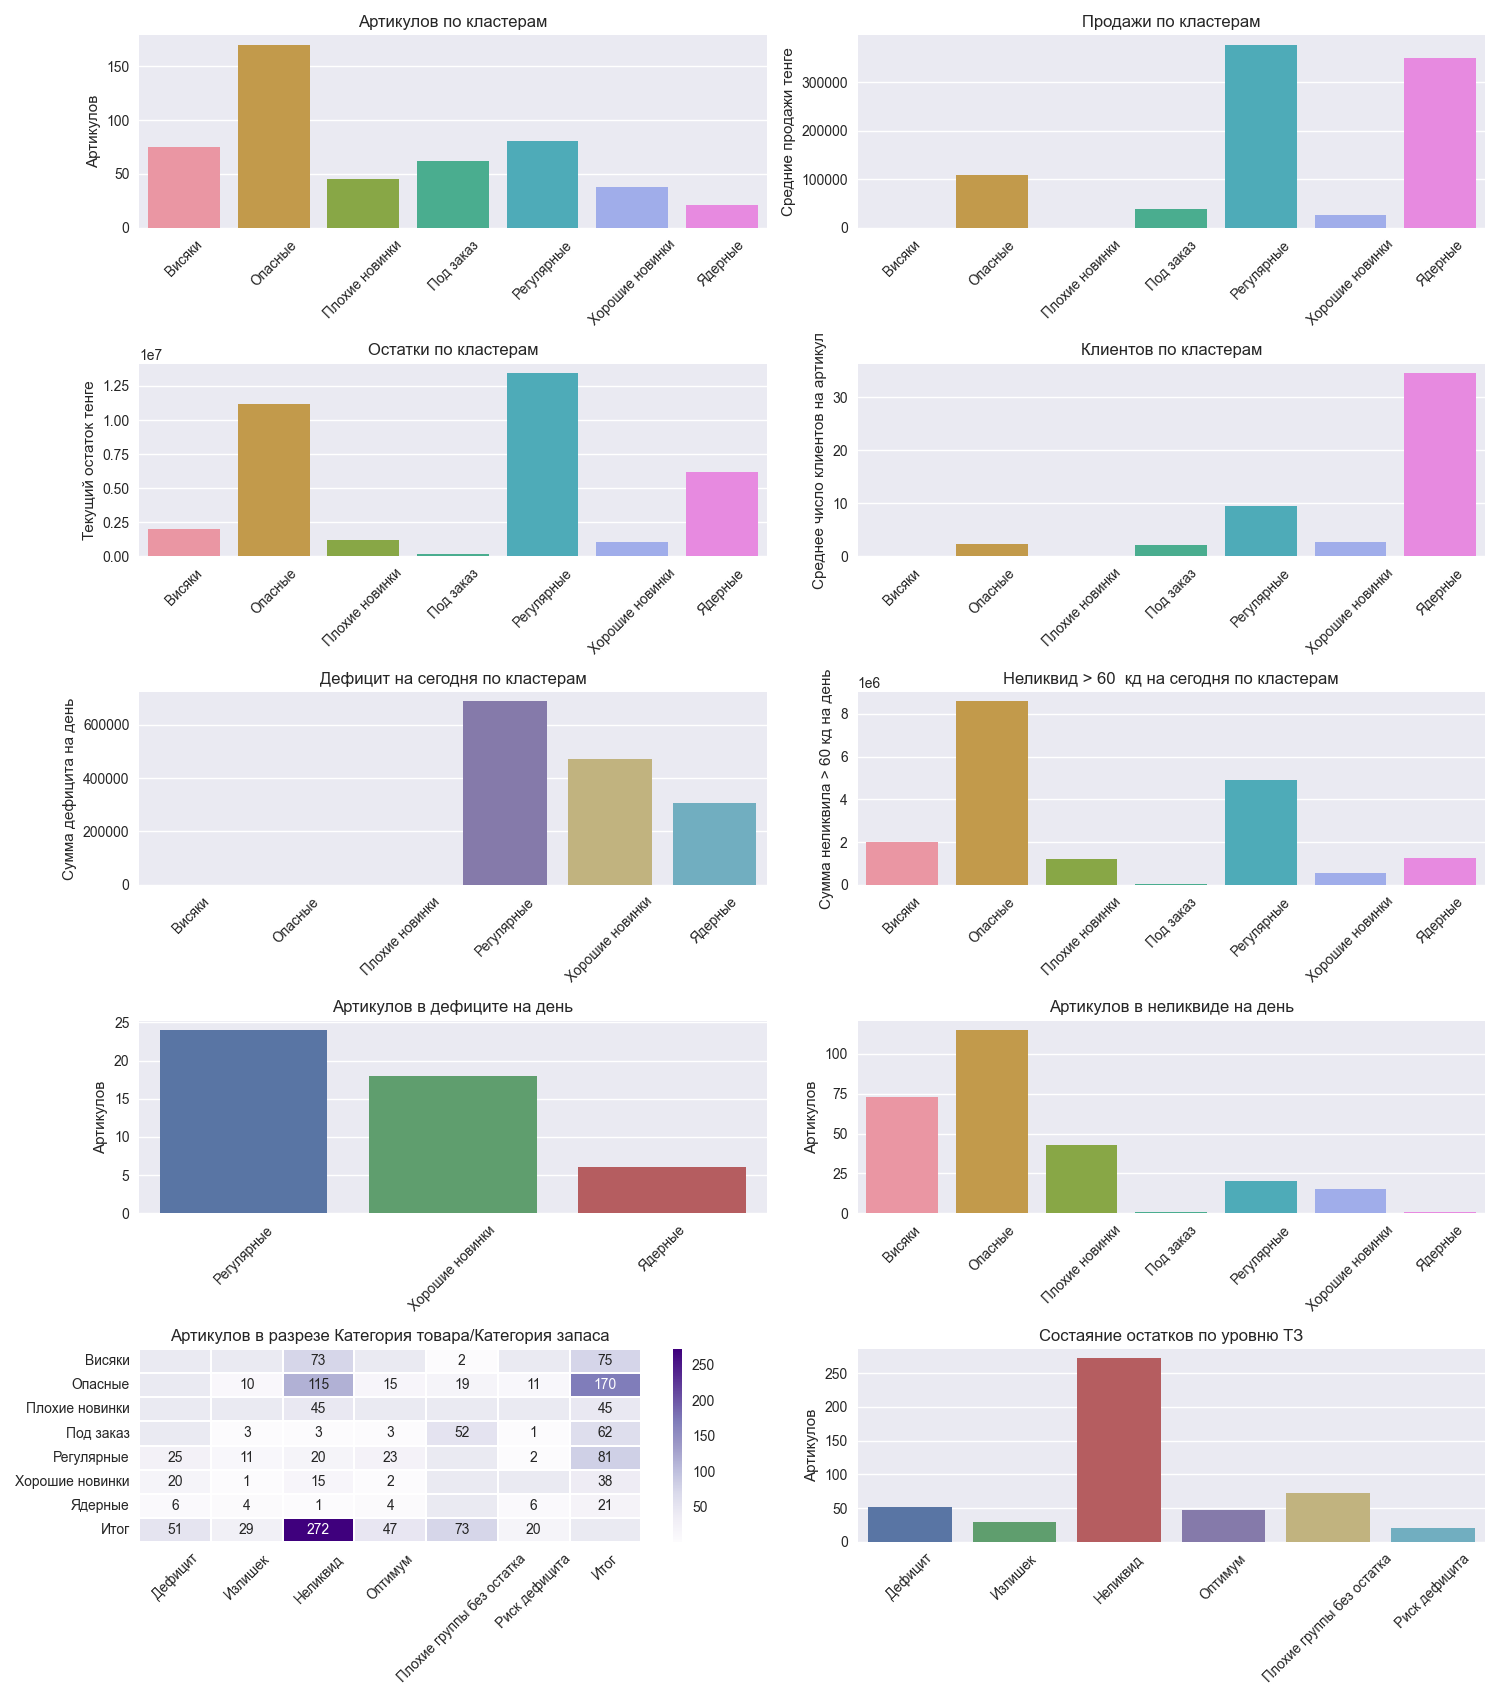 Артикулов по кластерам
Артикулов
150
100
50
0
Висяки
Опасные
Плохие новинки
Под заказ
Регулярные
Хорошие новинки
Ядерные
Продажи по кластерам
Средние продажи тенге
300000
200000
100000
0
Висяки
Опасные
Плохие новинки
Под заказ
Регулярные
Хорошие новинки
Ядерные
Остатки по кластерам
1e7
Текущий остаток тенге
1.25
1.00
0.75
0.50
0.25
0.00
Висяки
Опасные
Плохие новинки
Под заказ
Регулярные
Хорошие новинки
Ядерные
Клиентов по кластерам
Среднее число клиентов на артикул
30
20
10
0
Висяки
Опасные
Плохие новинки
Под заказ
Регулярные
Хорошие новинки
Ядерные
Дефицит на сегодня по кластерам
Сумма дефицита на день
600000
400000
200000
0
Висяки
Опасные
Плохие новинки
Регулярные
Хорошие новинки
Ядерные
Неликвид > 60  кд на сегодня по кластерам
1e6
Сумма неликвила > 60 кд на день
8
6
4
2
0
Висяки
Опасные
Плохие новинки
Под заказ
Регулярные
Хорошие новинки
Ядерные
Артикулов в дефиците на день
Артикулов
25
20
15
10
5
0
Регулярные
Хорошие новинки
Ядерные
Артикулов в неликвиде на день
Артикулов
100
75
50
25
0
Висяки
Опасные
Плохие новинки
Под заказ
Регулярные
Хорошие новинки
Ядерные
Артикулов в разрезе Категория товара/Категория запаса
Висяки 73 2 75
Опасные 10 115 15 19 11 170
Плохие новинки 45 45
Под заказ 3 3 3 52 1 62
Регулярные 25 11 20 23 2 81
Хорошие новинки 20 1 15 2 38
Ядерные 6 4 1 4 6 21
Итог 51 29 272 47 73 20
Дефицит
Излишек
Неликвид
Оптимум
Плохие группы без остатка
Риск дефицита
Итог
250
200
150
100
50
Состаяние остатков по уровню ТЗ
Артикулов
250
200
150
100
50
0
Дефицит
Излишек
Неликвид
Оптимум
Плохие группы без остатка
Риск дефицита